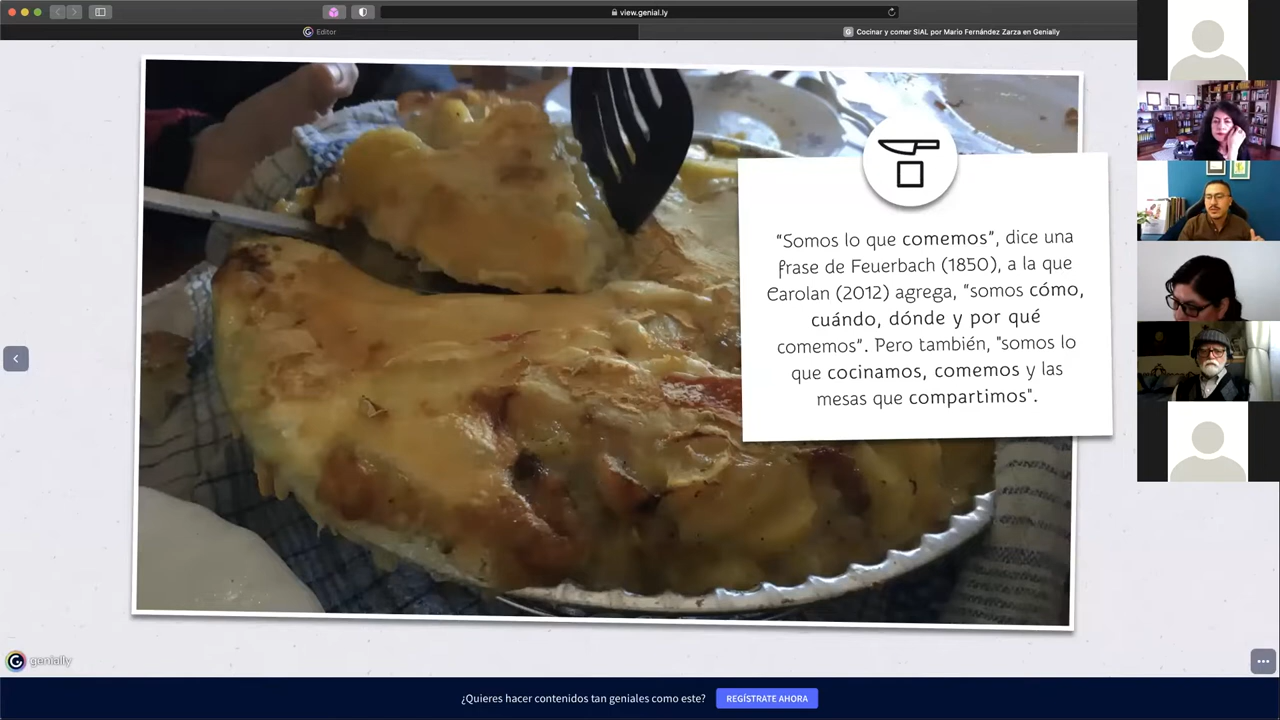 view.genial.ly
Editor
Cocinar y comer SIAL por Mario Fernández Zarza en Genially
“Somos lo que comemos”, dice una
frase de Feuerbach (1850), a la que
Carolan (2012) agrega, “somos cómo,
cuándo, dónde y por qué
comemos”. Pero también, "somos lo
que cocinamos, comemos y las
mesas que compartimos".
genially
¿Quieres hacer contenidos tan geniales como este?
REGÍSTRATE AHORA